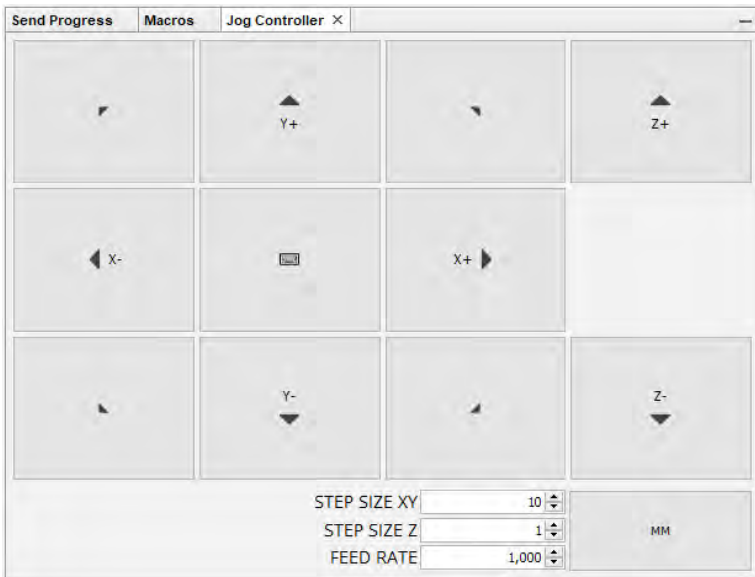 Send Progress Macros Jog Controller
Y+ Z+
X- X+
Y- Z-
STEP SIZE XY 10
STEP SIZE Z 1
FEED RATE 1,000
MM